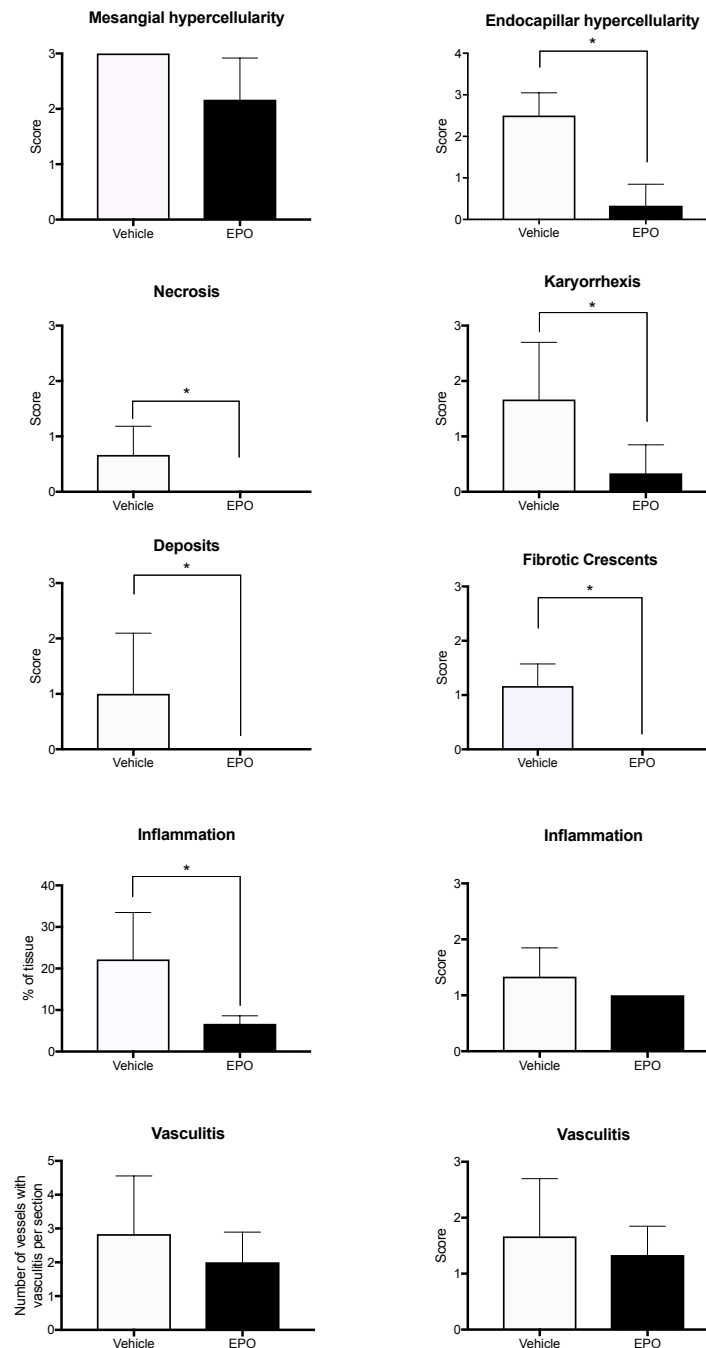 Mesangial hypercellularity
3
2
1
0
Score
Vehicle
EPO
Endocapillar hypercellularity
*
4
3
2
1
0
Score
Vehicle
EPO
Necrosis
3
2
1
0
Score
*
Vehicle
EPO
Karyorrhexis
*
3
2
1
0
Score
Vehicle
EPO
Deposits
*
3
2
1
0
Score
Vehicle
EPO
Fibrotic Crescents
*
3
2
1
0
Score
Vehicle
EPO
Inflammation
*
40
30
20
10
0
% of tissue
Vehicle
EPO
Inflammation
3
2
1
0
Score
Vehicle
EPO
Vasculitis
5
4
3
2
1
0
Number of vessels with
vasculitis per section
Vehicle
EPO
Vasculitis
3
2
1
0
Score
Vehicle
EPO